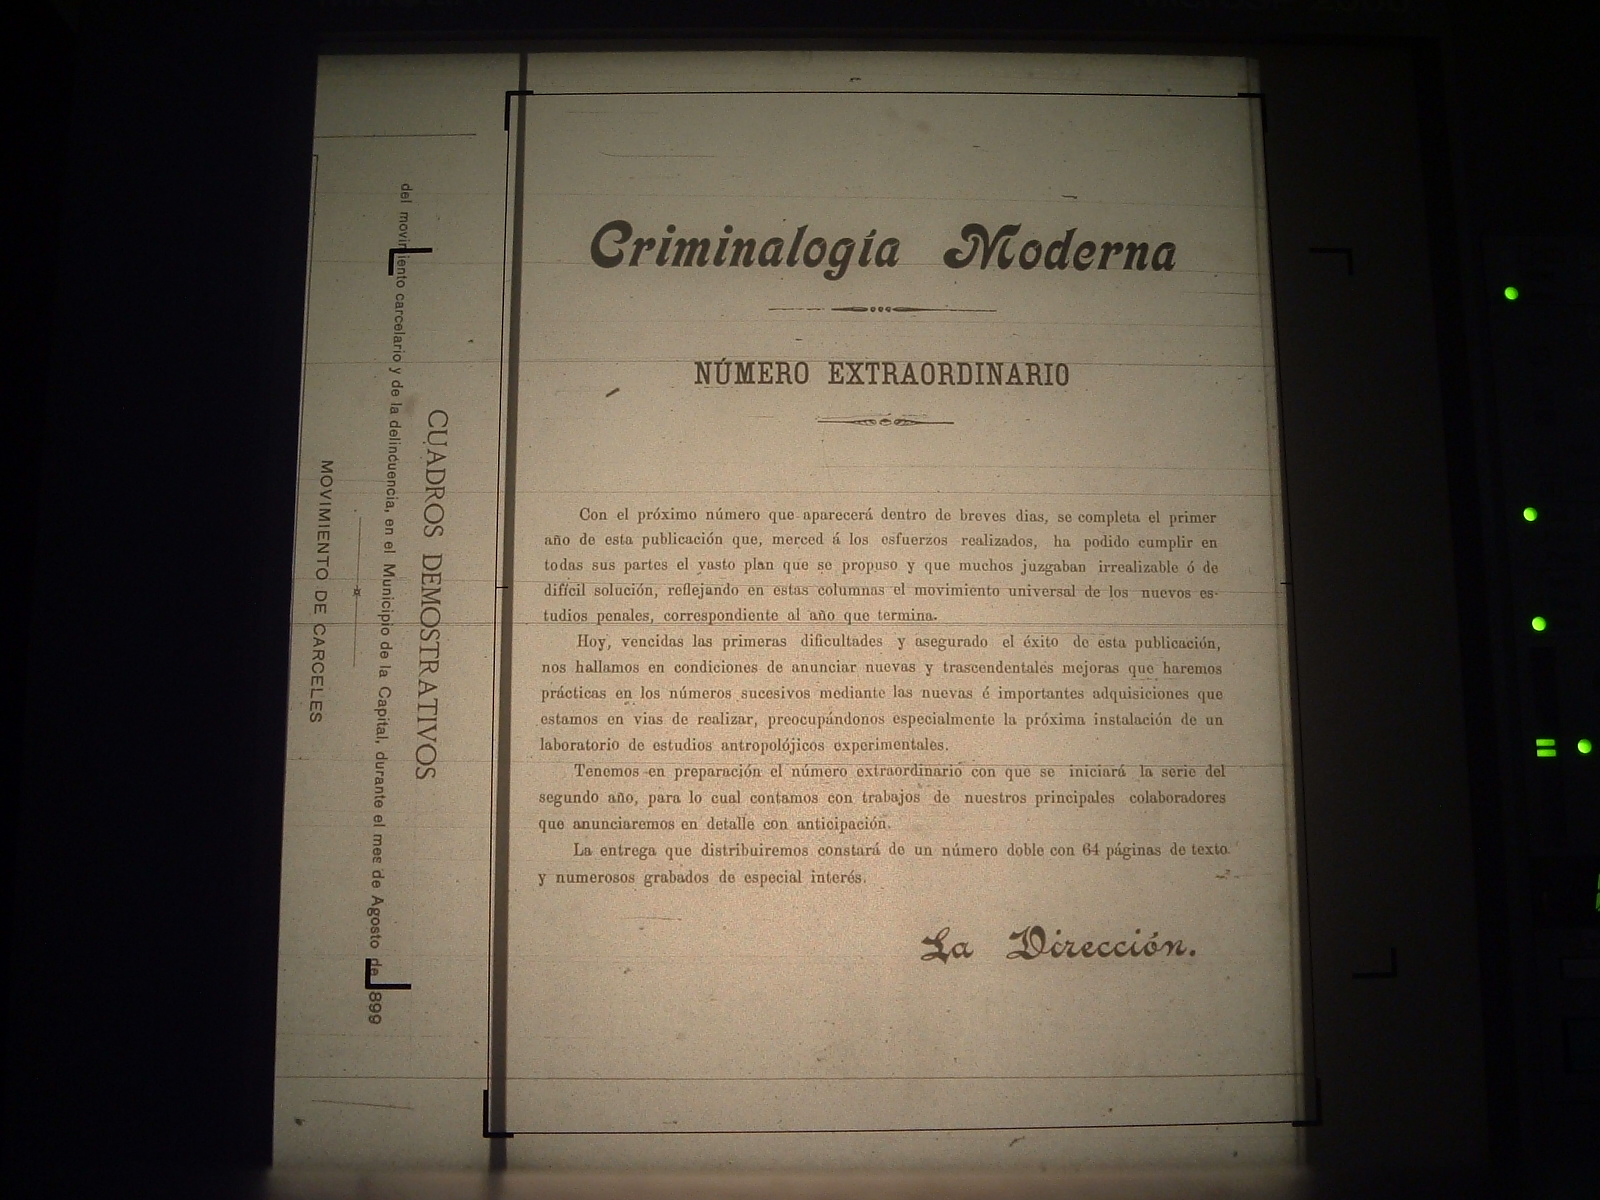 Criminalogía Moderna
NÚMERO EXTRAORDINARIO
Con el próximo número que aparecerá dentro de breves dias, se completa el primer
año de esta publicación que, merced á los esfuerzos realizados, ha podido cumplir en
todas sus partes el vasto plan que se propuso y que muchos juzgaban irrealizable ó de
difícil solución, reflejando en estas columnas el movimiento universal de los nuevos es-
tudios penales, correspondiente al año que termina.
Hoy, vencidas las primeras dificultades y asegurado el éxito de esta publicación,
nos hallamos en condiciones de anunciar nuevas y trascendentales mejoras que haremos
prácticas en los números sucesivos mediante las nuevas é importantes adquisiciones que
estamos en vias de realizar, preocupándonos especialmente la próxima instalación de un
laboratorio de estudios antropolójicos experimentales.
Tenemos en preparación el número extraordinario con que se iniciará la serie del
segundo año, para lo cual contamos con trabajos de nuestros principales colaboradores
que anunciaremos en detalle con anticipación.
La entrega que distribuiremos constará de un número doble con 64 páginas de texto
y numerosos grabados de especial interés.
La Dirección.
CUADROS DEMOSTRATIVOS
del movimiento carcelario y de la delincuencia, en el Municipio de la Capital, durante el mes de Agosto de 1899
MOVIMIENTO DE CARCELES